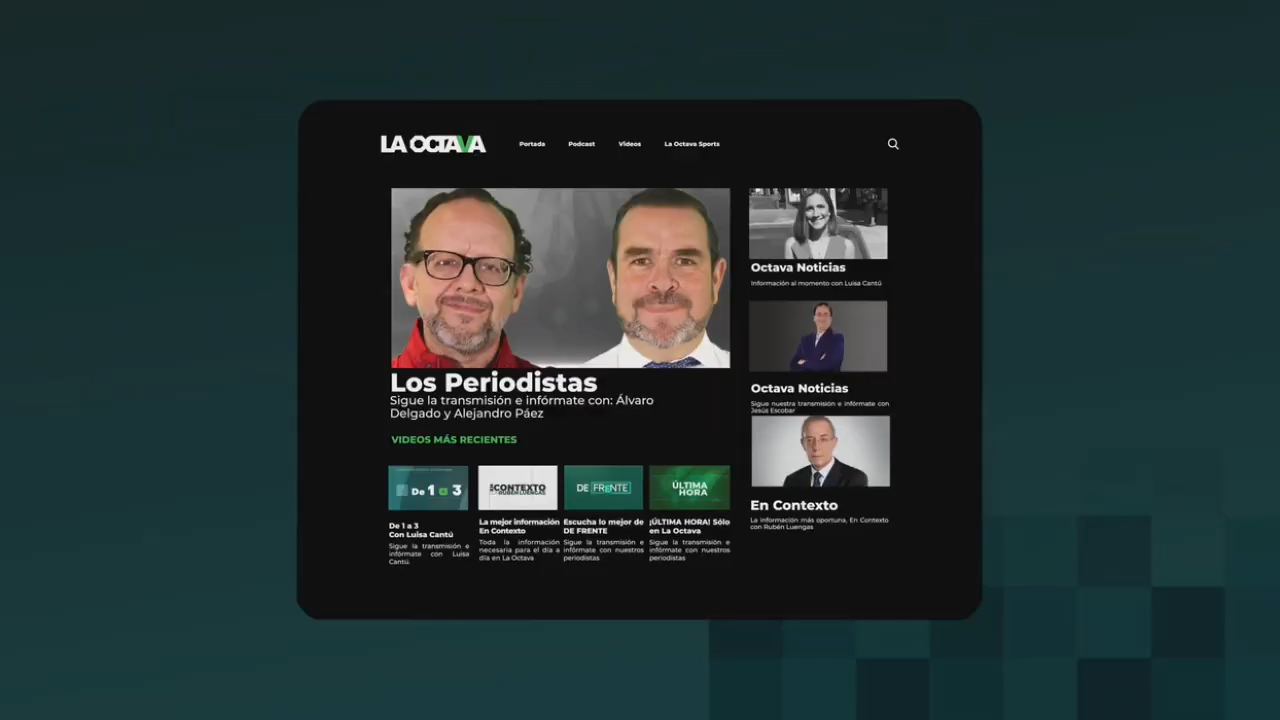 LA OCTAVA
Portada
Podcast
Videos
La Octava Sports
Los Periodistas
Sigue la transmisión e infórmate con: Álvaro
Delgado y Alejandro Páez
VIDEOS MÁS RECIENTES
De 1 a 3
De 1 a 3
Con Luisa Cantú
Sigue la transmisión e
infórmate con Luisa
Cantú.
CONTEXTO
RUBÉN LUENGAS
La mejor información
En Contexto
Toda la información
necesaria para el día a
día en La Octava
DE FRENTE
Escucha lo mejor de
DE FRENTE
Sigue la transmisión e
infórmate con nuestros
periodistas
ÚLTIMA
HORA
¡ÚLTIMA HORA! Sólo
en La Octava
Sigue la transmisión e
infórmate con nuestros
periodistas
Octava Noticias
Información al momento con Luisa Cantú
Octava Noticias
Sigue nuestra transmisión e infórmate con
Jesús Escobar
En Contexto
La información más oportuna, En Contexto
con Rubén Luengas